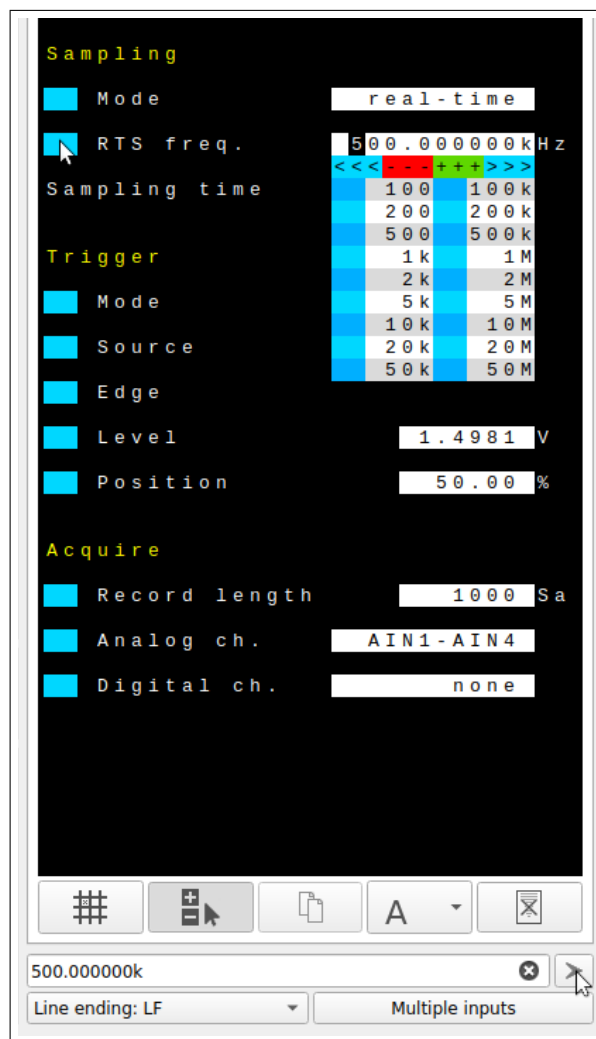 Sampling
Mode real-time
RTS freq. 500.000000kHz
<<<---+++>>>
Sampling time 100 100k
200 200k
500 500k
Trigger 1k 1M
2k 2M
Mode 5k 5M
10k 10M
Source 20k 20M
50k 50M
Edge
Level 1.4981 V
Position 50.00 %
Acquire
Record length 1000 Sa
Analog ch. AIN1-AIN4
Digital ch. none
A
500.000000k
Line ending: LF Multiple inputs